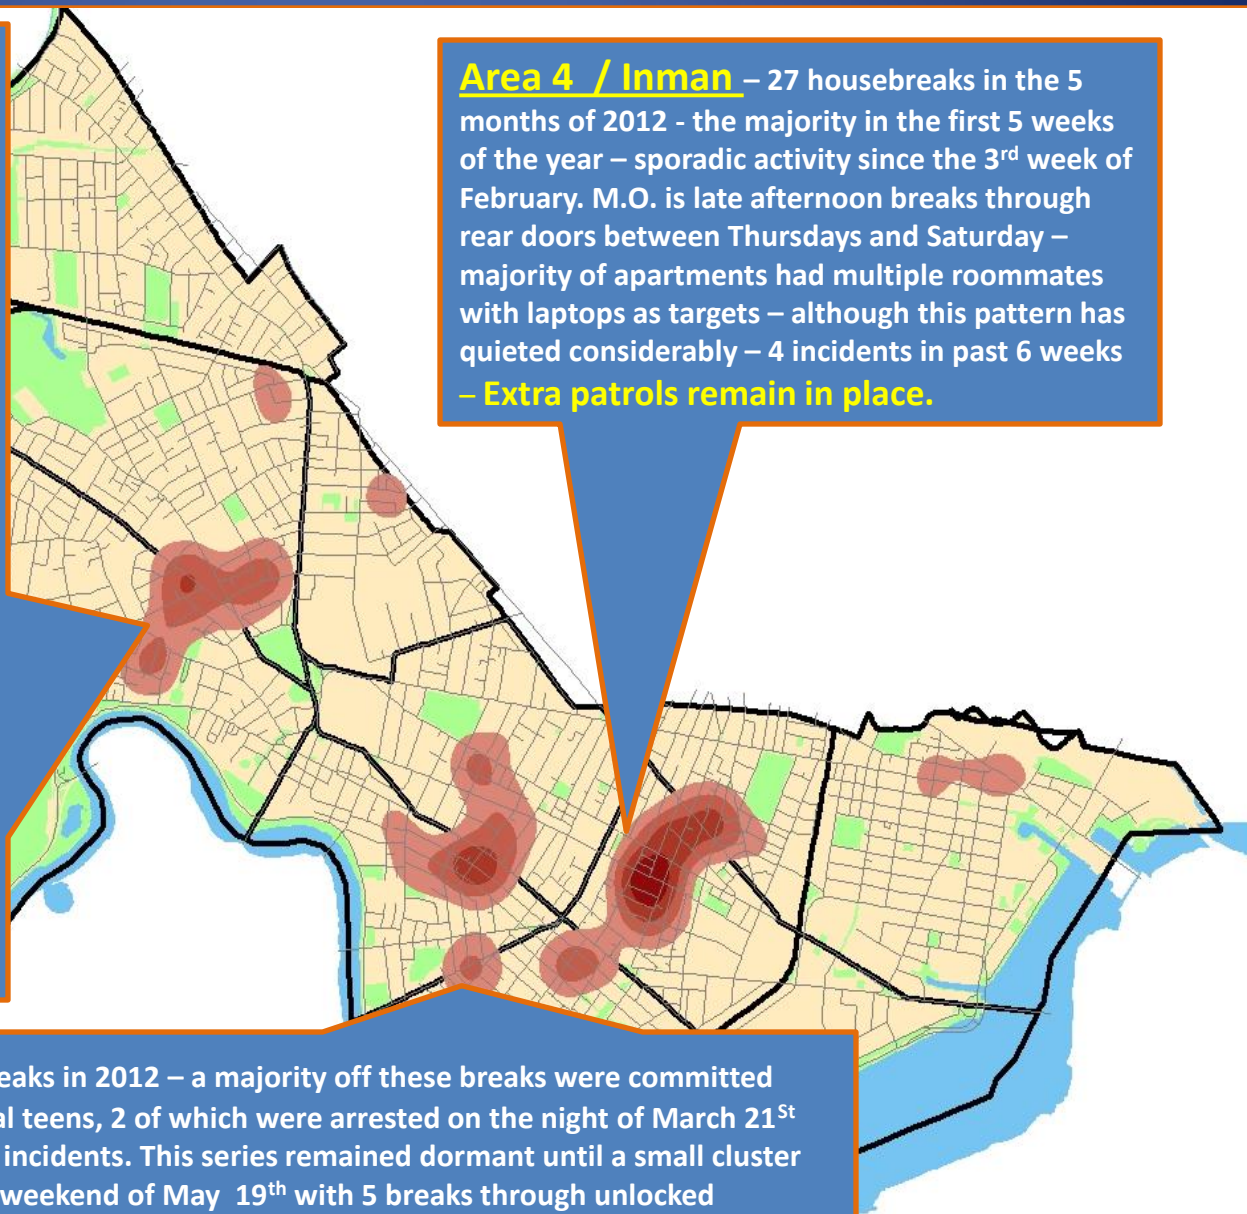 Area 4 / Inman – 27 housebreaks in the 5
months of 2012 - the majority in the first 5 weeks
of the year – sporadic activity since the 3rd week of
February. M.O. is late afternoon breaks through
rear doors between Thursdays and Saturday –
majority of apartments had multiple roommates
with laptops as targets – although this pattern has
quieted considerably – 4 incidents in past 6 weeks
– Extra patrols remain in place.
eaks in 2012 – a majority off these breaks were committed
al teens, 2 of which were arrested on the night of March 21St
incidents. This series remained dormant until a small cluster
weekend of May 19th with 5 breaks through unlocked